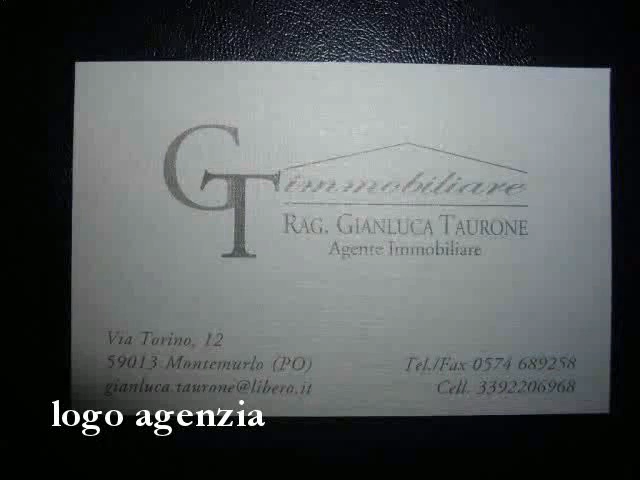 GT immobiliare
RAG. GIANLUCA TAURONE
Agente Immobiliare
Via Torino, 12
59013 Montemurlo (PO)
gianluca.taurone@libero.it
Tel./Fax 0574 689258
Cell. 3392206968
logo agenzia